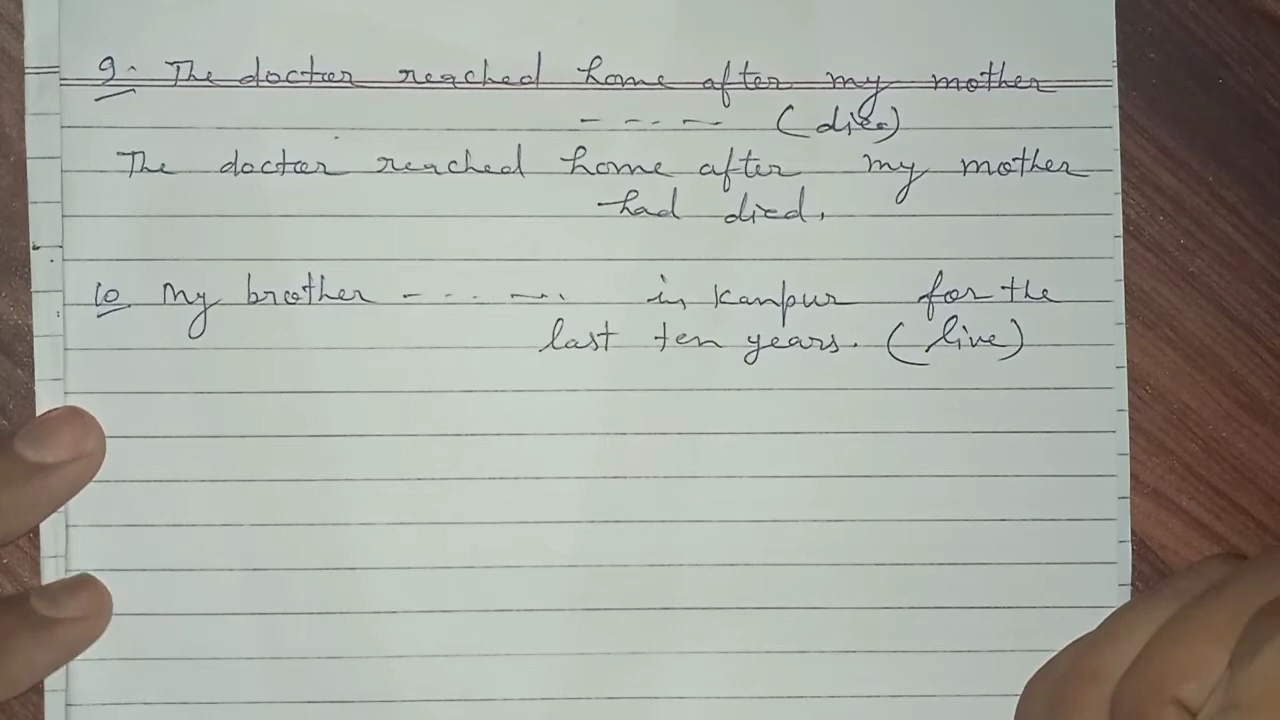 9. The doctor reached home after my mother
- - - - - (died)
The doctor reached home after my mother
had died.
10 My brother - - - - - in Kanpur for the
last ten years. (live)